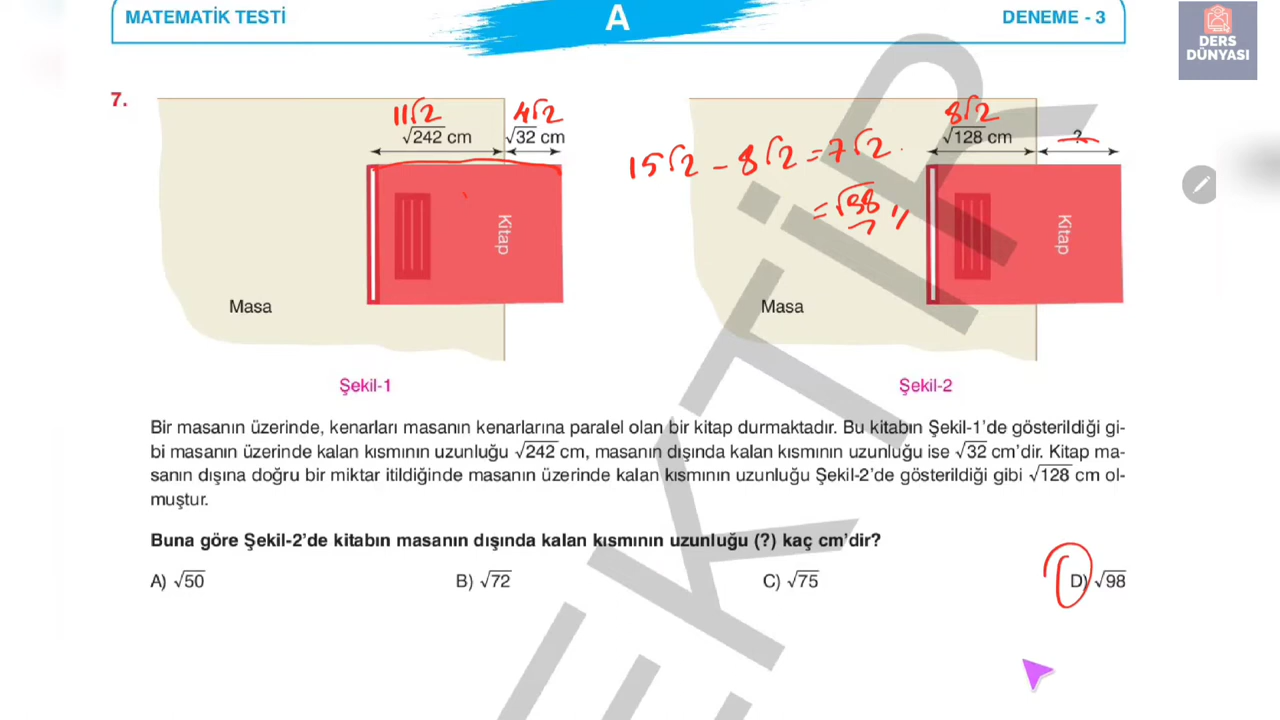 MATEMATİK TESTİ
A
DENEME - 3
DERS
DÜNYASI
7.
11√2
4√2
√242 cm
√32 cm
Kitap
Masa
Şekil-1
8√2
√128 cm
?
15√2 - 8√2 = 7√2
= √98 //
Kitap
Masa
Şekil-2
Bir masanın üzerinde, kenarları masanın kenarlarına paralel olan bir kitap durmaktadır. Bu kitabın Şekil-1'de gösterildiği gi-
bi masanın üzerinde kalan kısmının uzunluğu √242 cm, masanın dışında kalan kısmının uzunluğu ise √32 cm'dir. Kitap ma-
sanın dışına doğru bir miktar itildiğinde masanın üzerinde kalan kısmının uzunluğu Şekil-2'de gösterildiği gibi √128 cm ol-
muştur.
Buna göre Şekil-2'de kitabın masanın dışında kalan kısmının uzunluğu (?) kaç cm'dir?
A) √50
B) √72
C) √75
D) √98
EKTİR